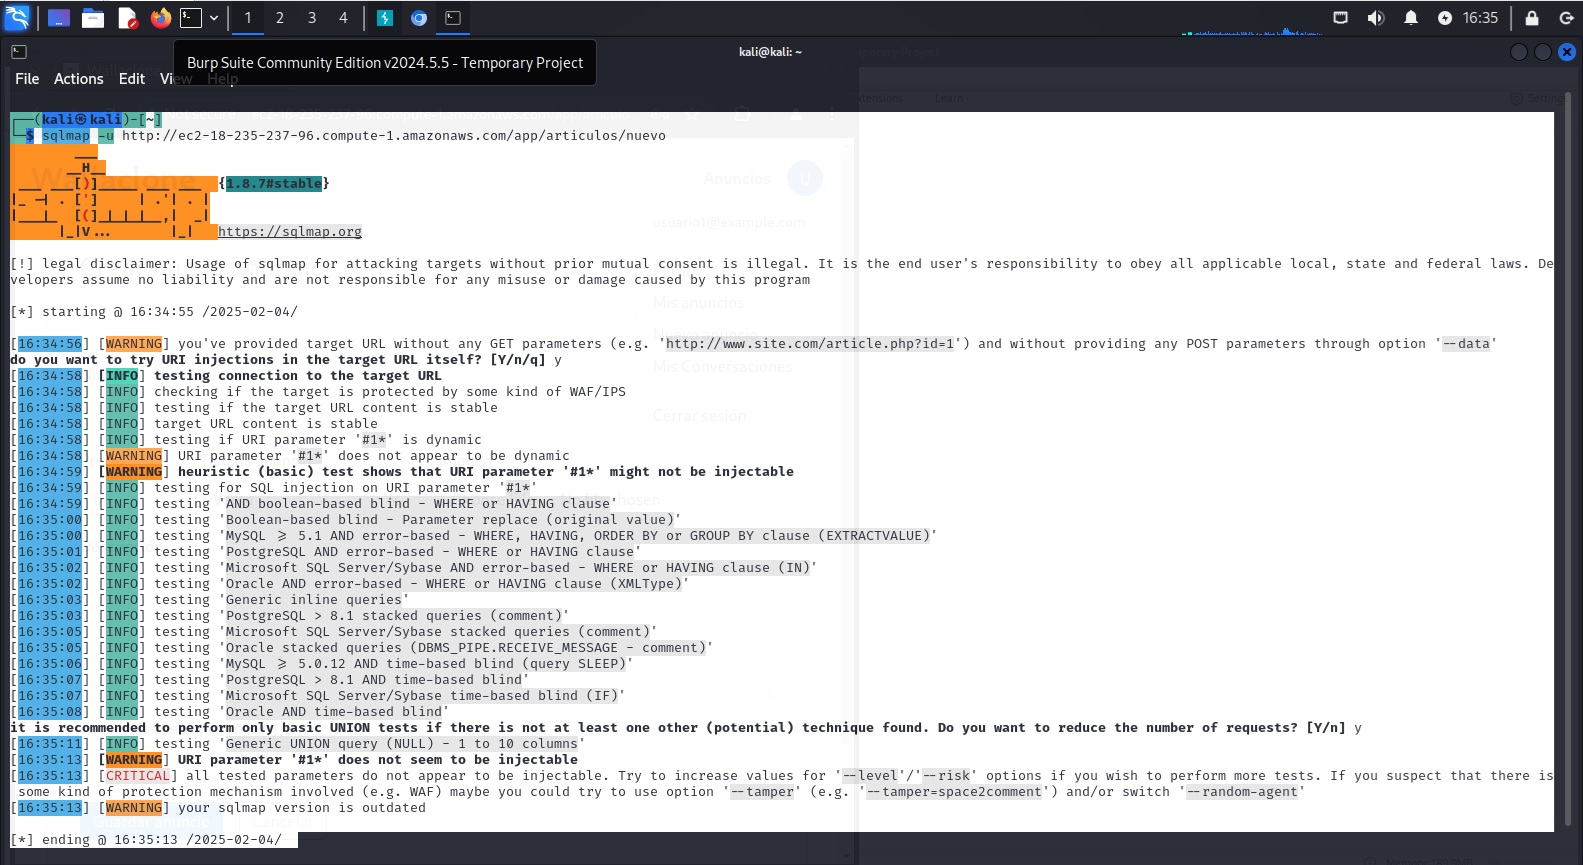 1 2 3 4 16:35
kali@kali: ~
Burp Suite Community Edition v2024.5.5 - Temporary Project
File Actions Edit View Help
┌──(kali㉿kali)-[~]
└─$ sqlmap -u http://ec2-18-235-237-96.compute-1.amazonaws.com/app/articulos/nuevo
{1.8.7#stable}
https://sqlmap.org
[!] legal disclaimer: Usage of sqlmap for attacking targets without prior mutual consent is illegal. It is the end user's responsibility to obey all applicable local, state and federal laws. De
velopers assume no liability and are not responsible for any misuse or damage caused by this program
[*] starting @ 16:34:55 /2025-02-04/
[16:34:56] [WARNING] you've provided target URL without any GET parameters (e.g. 'http://www.site.com/article.php?id=1') and without providing any POST parameters through option '--data'
do you want to try URI injections in the target URL itself? [Y/n/q] y
[16:34:58] [INFO] testing connection to the target URL
[16:34:58] [INFO] checking if the target is protected by some kind of WAF/IPS
[16:34:58] [INFO] testing if the target URL content is stable
[16:34:58] [INFO] target URL content is stable
[16:34:58] [INFO] testing if URI parameter '#1*' is dynamic
[16:34:58] [WARNING] URI parameter '#1*' does not appear to be dynamic
[16:34:59] [WARNING] heuristic (basic) test shows that URI parameter '#1*' might not be injectable
[16:34:59] [INFO] testing for SQL injection on URI parameter '#1*'
[16:34:59] [INFO] testing 'AND boolean-based blind - WHERE or HAVING clause'
[16:35:00] [INFO] testing 'Boolean-based blind - Parameter replace (original value)'
[16:35:00] [INFO] testing 'MySQL >= 5.1 AND error-based - WHERE, HAVING, ORDER BY or GROUP BY clause (EXTRACTVALUE)'
[16:35:01] [INFO] testing 'PostgreSQL AND error-based - WHERE or HAVING clause'
[16:35:02] [INFO] testing 'Microsoft SQL Server/Sybase AND error-based - WHERE or HAVING clause (IN)'
[16:35:02] [INFO] testing 'Oracle AND error-based - WHERE or HAVING clause (XMLType)'
[16:35:03] [INFO] testing 'Generic inline queries'
[16:35:03] [INFO] testing 'PostgreSQL > 8.1 stacked queries (comment)'
[16:35:05] [INFO] testing 'Microsoft SQL Server/Sybase stacked queries (comment)'
[16:35:05] [INFO] testing 'Oracle stacked queries (DBMS_PIPE.RECEIVE_MESSAGE - comment)'
[16:35:06] [INFO] testing 'MySQL >= 5.0.12 AND time-based blind (query SLEEP)'
[16:35:07] [INFO] testing 'PostgreSQL > 8.1 AND time-based blind'
[16:35:07] [INFO] testing 'Microsoft SQL Server/Sybase time-based blind (IF)'
[16:35:08] [INFO] testing 'Oracle AND time-based blind'
it is recommended to perform only basic UNION tests if there is not at least one other (potential) technique found. Do you want to reduce the number of requests? [Y/n] y
[16:35:11] [INFO] testing 'Generic UNION query (NULL) - 1 to 10 columns'
[16:35:13] [WARNING] URI parameter '#1*' does not seem to be injectable
[16:35:13] [CRITICAL] all tested parameters do not appear to be injectable. Try to increase values for '--level'/'--risk' options if you wish to perform more tests. If you suspect that there is
some kind of protection mechanism involved (e.g. WAF) maybe you could try to use option '--tamper' (e.g. '--tamper=space2comment') and/or switch '--random-agent'
[16:35:13] [WARNING] your sqlmap version is outdated
[*] ending @ 16:35:13 /2025-02-04/
Anuncios
U
usuario1@example.com
Mis anuncios
Nuevo anuncio
Mis Conversaciones
Cerrar sesión
Learn